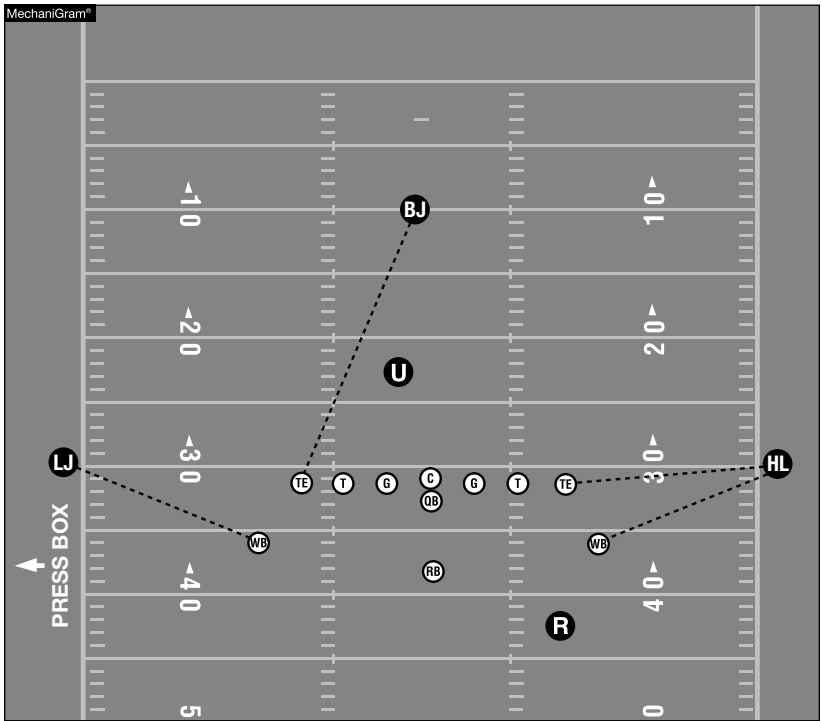 MechaniGram®
10
10
BJ
20
20
U
30
30
LJ
HL
TE
T
G
C
G
T
TE
QB
WB
WB
RB
PRESS BOX
40
40
R
5
0